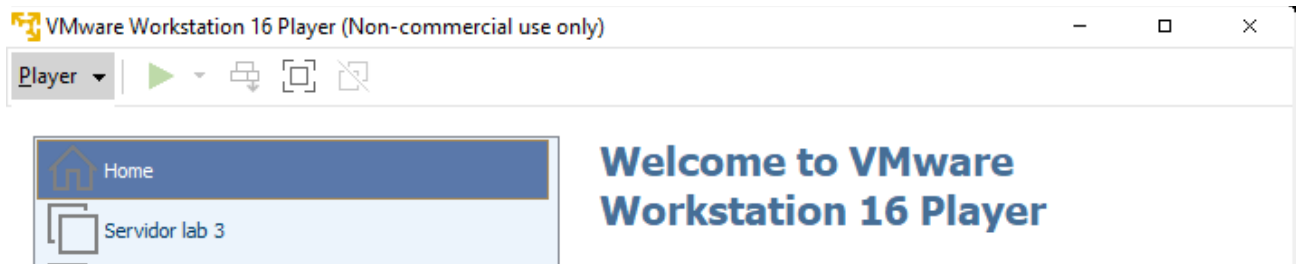 VMware Workstation 16 Player (Non-commercial use only)
Player
Home
Servidor lab 3
Welcome to VMware
Workstation 16 Player